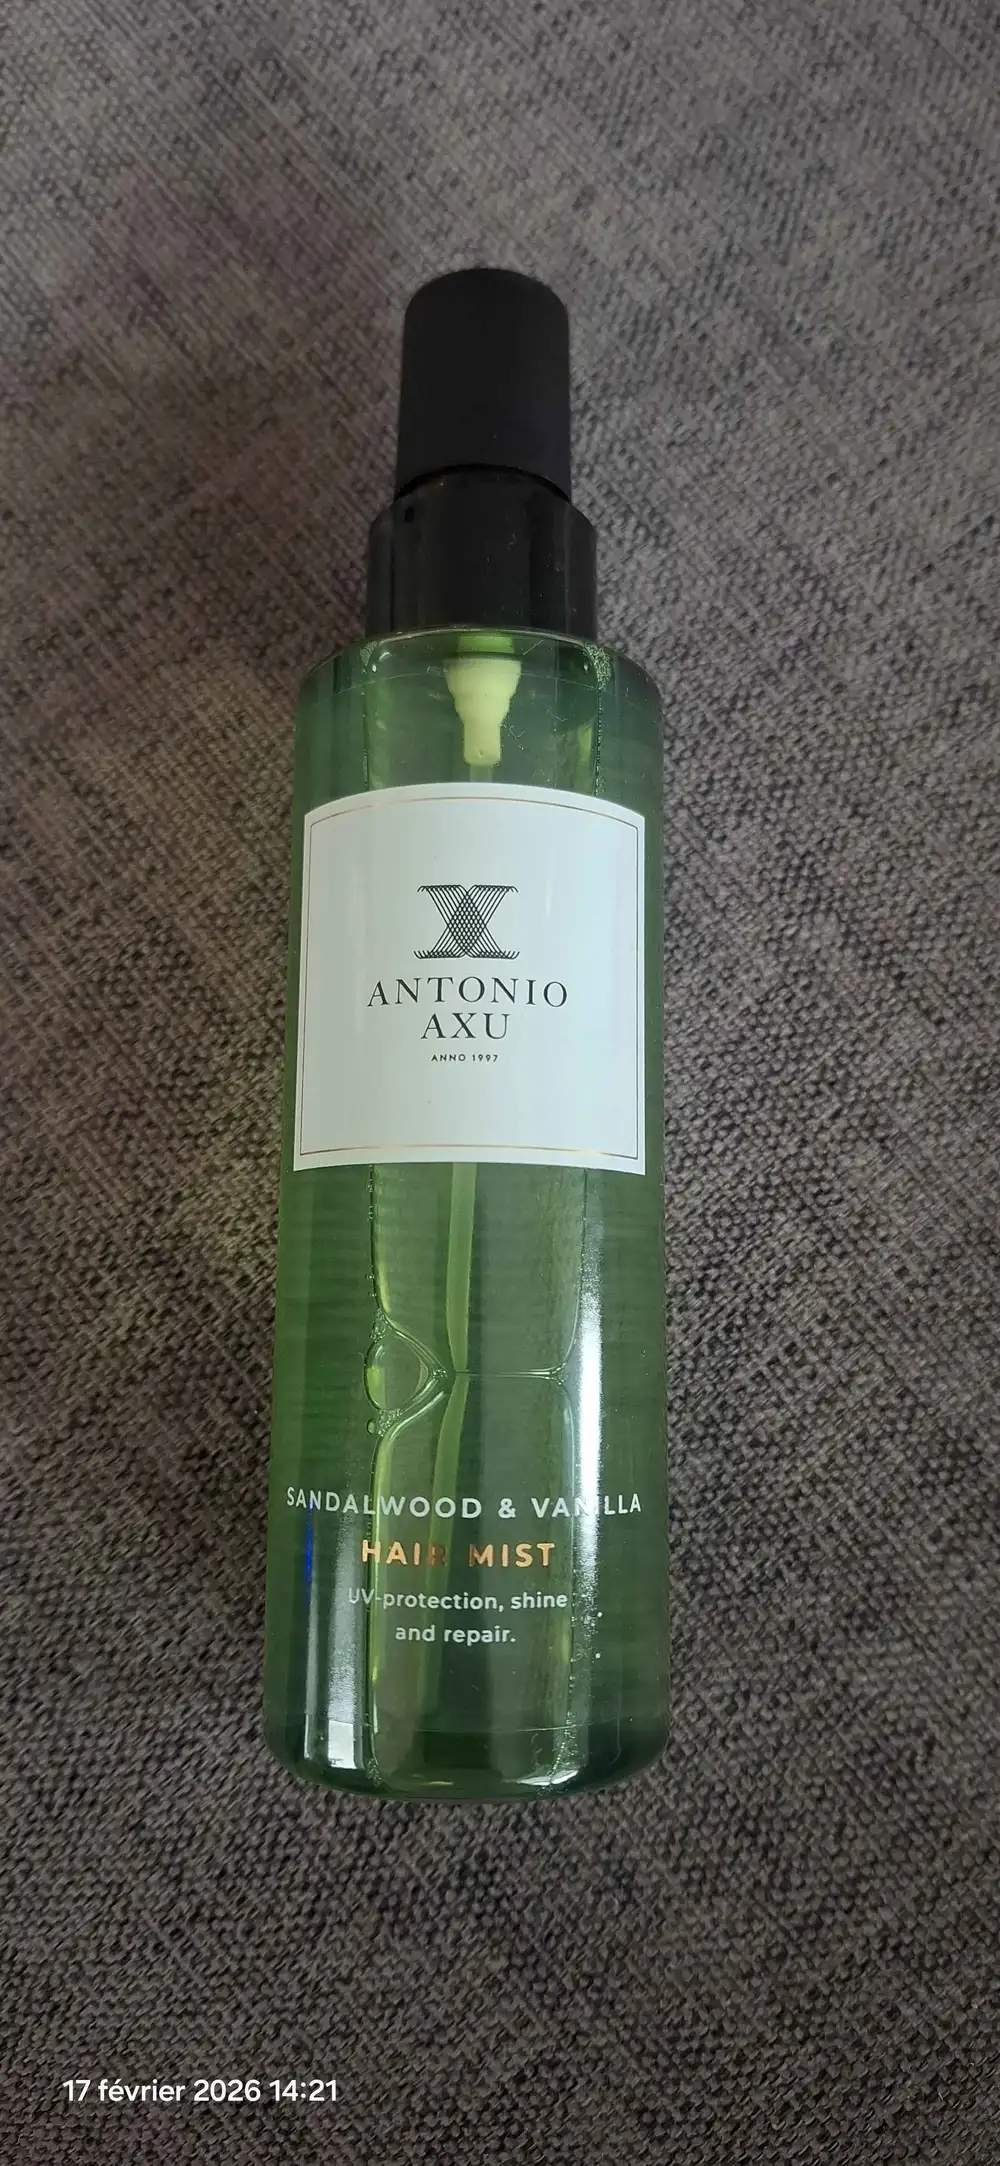 ANTONIO
AXU
ANNO 1997
SANDALWOOD & VANILLA
HAIR MIST
UV-protection, shine
and repair.
17 février 2026 14:21